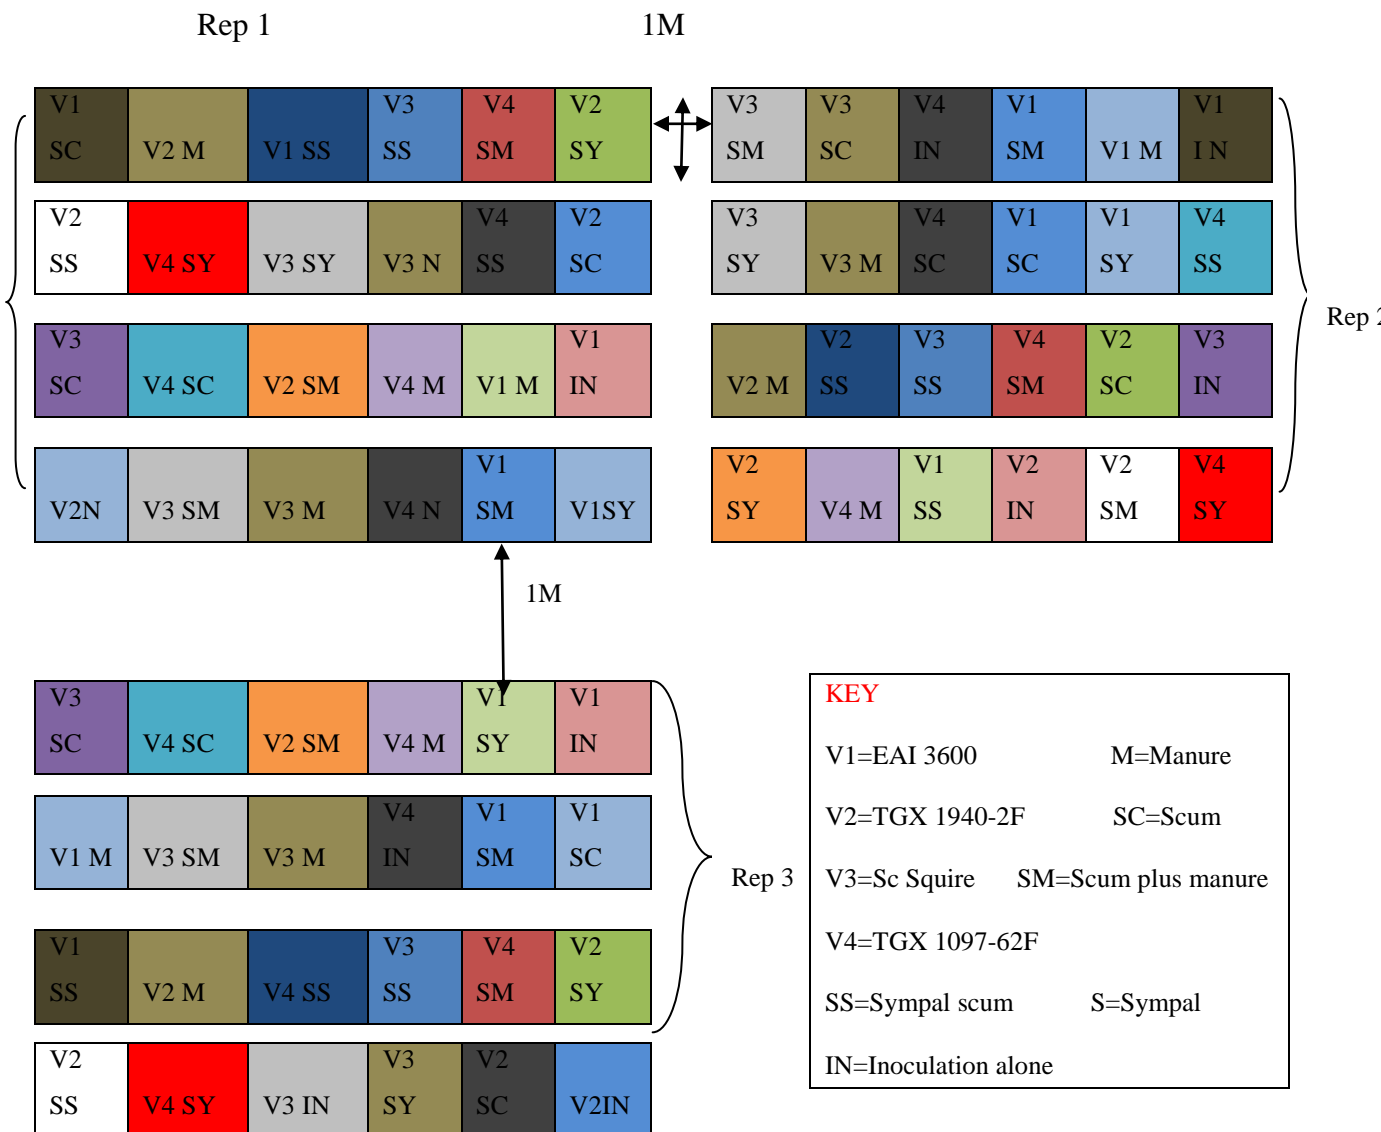 Rep 1 1M
V1 V3 V4 V2
SC V2 M V1 SS SS SM SY
V3 V3 V4 V1 V1
SM SC IN SM V1 M I N
V2 V4 V2
SS V4 SY V3 SY V3 N SS SC
V3 V4 V1 V1 V4
SY V3 M SC SC SY SS
Rep 2
V3 V1
SC V4 SC V2 SM V4 M V1 M IN
V2 V3 V4 V2 V3
V2 M SS SS SM SC IN
V1
V2N V3 SM V3 M V4 N SM V1SY
V2 V1 V2 V2 V4
SY V4 M SS IN SM SY
1M
V3 V1 V1
SC V4 SC V2 SM V4 M SY IN
V4 V1 V1
V1 M V3 SM V3 M IN SM SC
Rep 3
V1 V3 V4 V2
SS V2 M V4 SS SS SM SY
V2 V3 V2
SS V4 SY V3 IN SY SC V2IN
KEY
V1=EAI 3600 M=Manure
V2=TGX 1940-2F SC=Scum
V3=Sc Squire SM=Scum plus manure
V4=TGX 1097-62F
SS=Sympal scum S=Sympal
IN=Inoculation alone